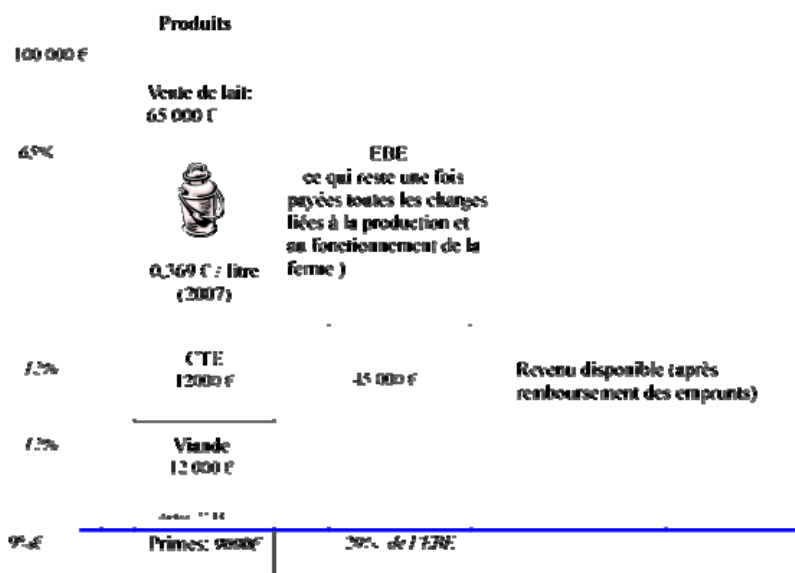 Produits
100 000 €
Vente de lait:
65 000 €
65%
EBE
ce qui reste une fois
payées toutes les charges
liées à la production et
au fonctionnement de la
ferme )
0,369 € / litre
(2007)
12%
CTE
12000 €
45 000 €
Revenu disponible (après
remboursement des emprunts)
12%
Viande
12 000 €
Primes:
de l'EBE